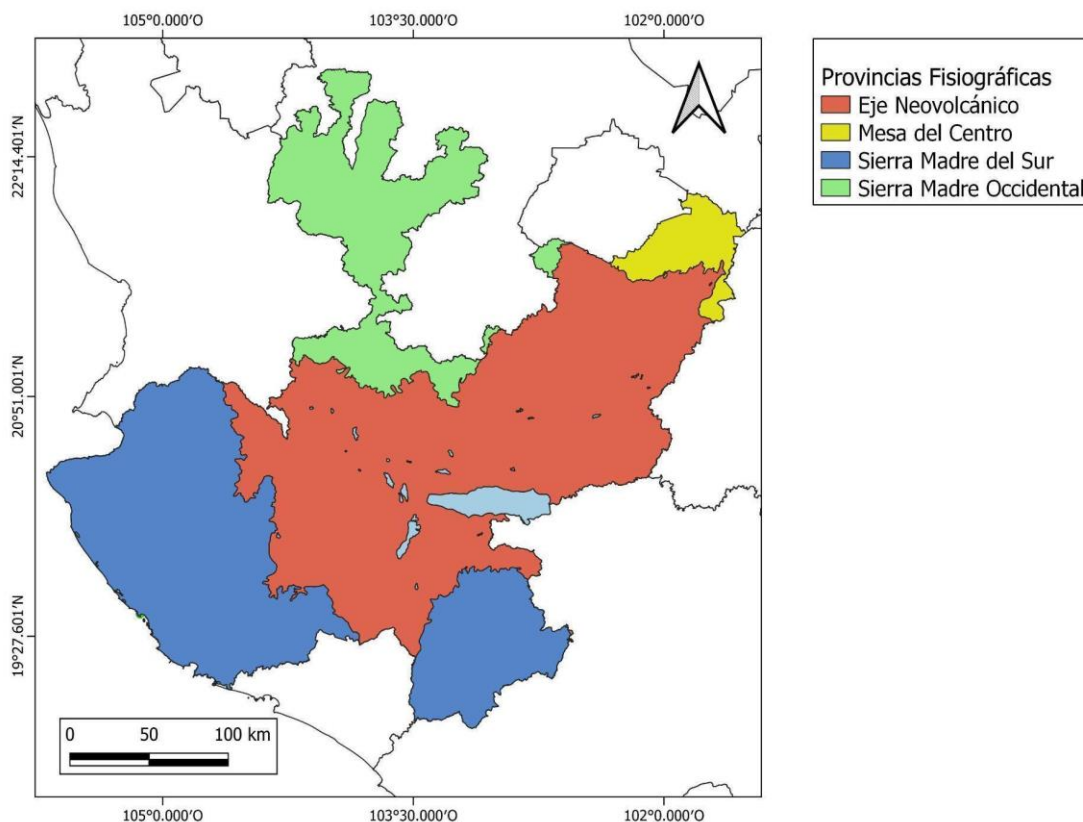 105°0.000'O 103°30.000'O 102°0.000'O
Provincias Fisiográficas
Eje Neovolcánico
Mesa del Centro
Sierra Madre del Sur
Sierra Madre Occidental
22°14.401'N
20°51.001'N
19°27.601'N
0 50 100 km
105°0.000'O 103°30.000'O 102°0.000'O